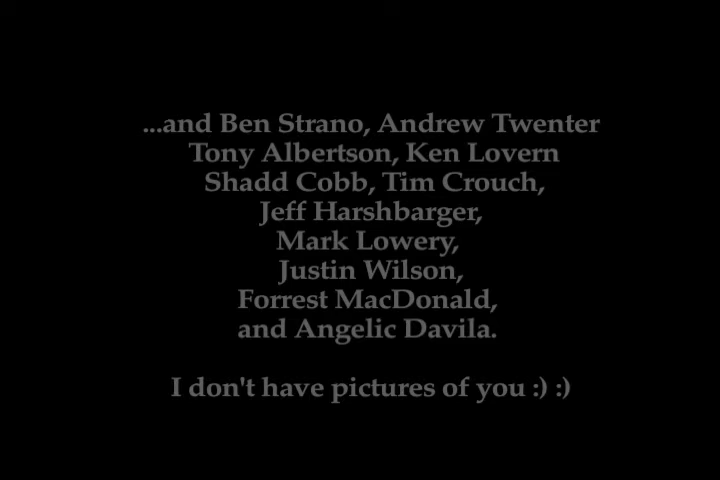 ...and Ben Strano, Andrew Twenter
Tony Albertson, Ken Lovern
Shadd Cobb, Tim Crouch,
Jeff Harshbarger,
Mark Lowery,
Justin Wilson,
Forrest MacDonald,
and Angelic Davila.
I don't have pictures of you :) :)